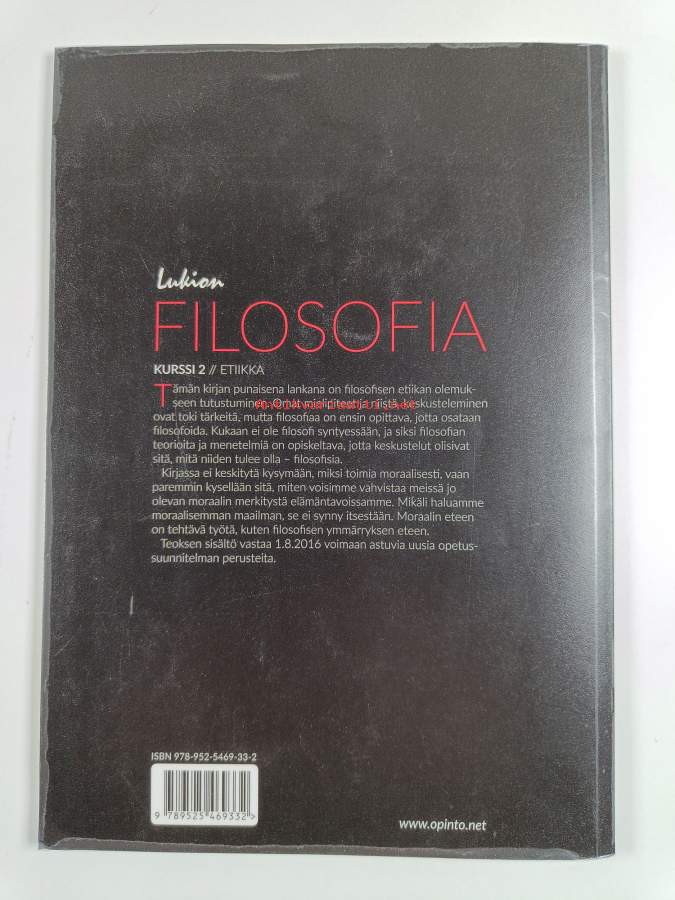 Lukion
FILOSOFIA
KURSSI 2 // ETIIKKA
Tämän kirjan punaisena lankana on filosofisen etiikan olemuk-
seen tutustuminen. Omat mielipiteet ja niistä keskusteleminen
ovat toki tärkeitä, mutta filosofiaa on ensin opittava, jotta osataan
filosofoida. Kukaan ei ole filosofi syntyessään, ja siksi filosofian
teorioita ja menetelmiä on opiskeltava, jotta keskustelut olisivat
sitä, mitä niiden tulee olla – filosofisia.
Kirjassa ei keskitytä kysymään, miksi toimia moraalisesti, vaan
paremmin kysellään sitä, miten voisimme vahvistaa meissä jo
olevan moraalin merkitystä elämäntavoissamme. Mikäli haluamme
moraalisemman maailman, se ei synny itsestään. Moraalin eteen
on tehtävä työtä, kuten filosofisen ymmärryksen eteen.
Teoksen sisältö vastaa 1.8.2016 voimaan astuvia uusia opetus-
suunnitelman perusteita.
ISBN 978-952-5469-33-2
9 789525 469332 >
www.opinto.net